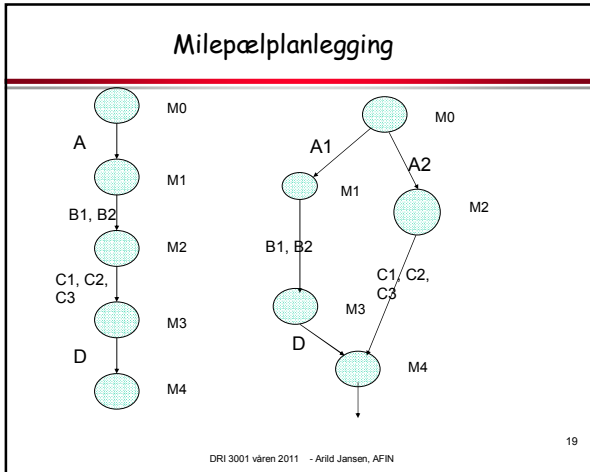 Milepælplanlegging
M0
A
M1
B1, B2
M2
C1, C2,
C3
M3
D
M4
M0
A1
A2
M1
M2
B1, B2
C1, C2,
C3
M3
D
M4
19
DRI 3001 våren 2011 - Arild Jansen, AFIN